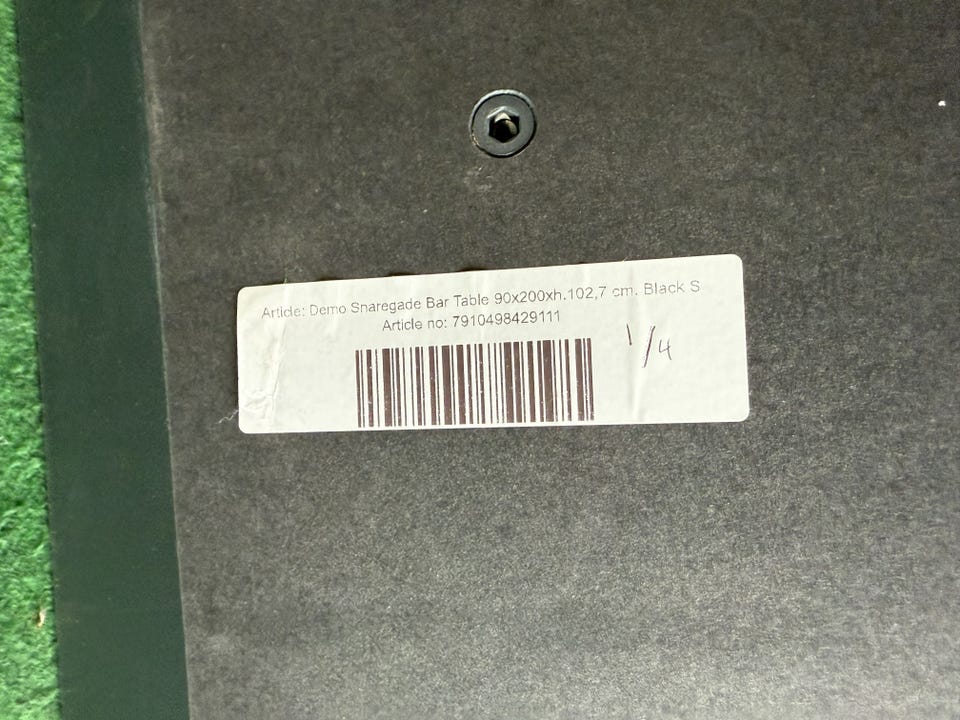 Article: Demo Snaregade Bar Table 90x200xh.102,7 cm. Black S
Article no: 7910498429111
1/4